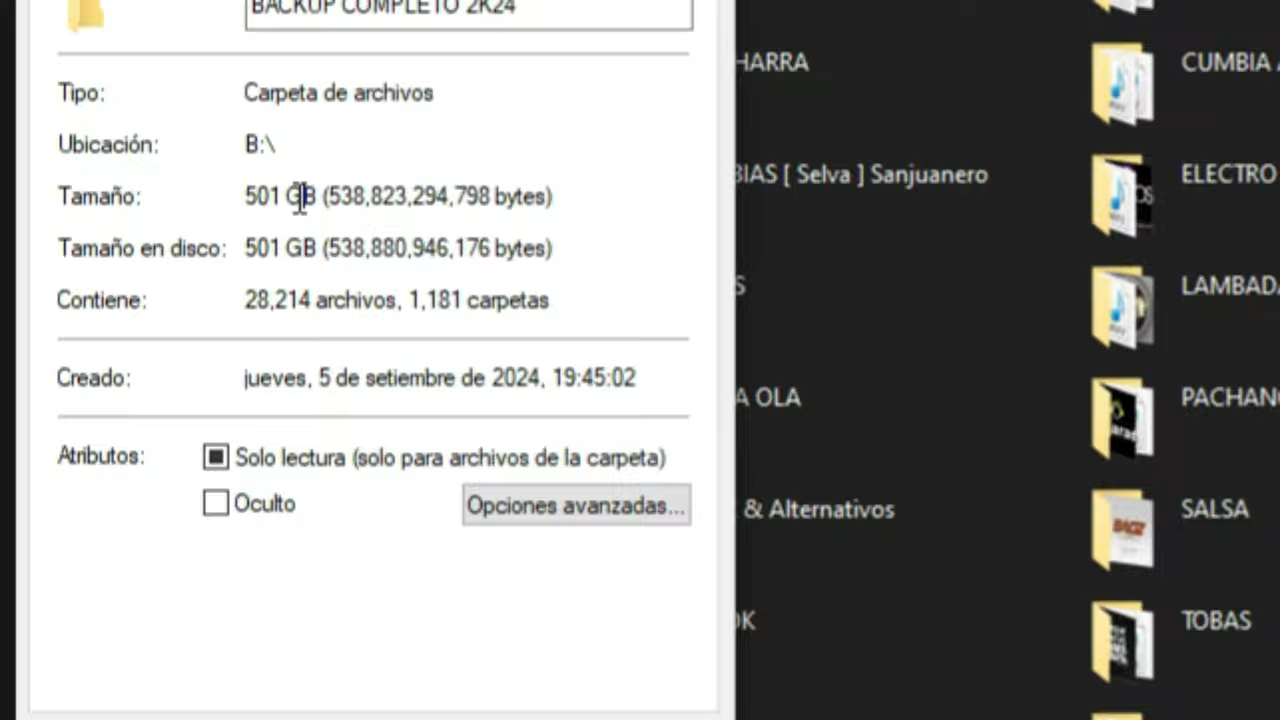 BACKUP COMPLETO 2K24
Tipo: Carpeta de archivos
Ubicación: B:\
Tamaño: 501 GB (538,823,294,798 bytes)
Tamaño en disco: 501 GB (538,880,946,176 bytes)
Contiene: 28,214 archivos, 1,181 carpetas
Creado: jueves, 5 de setiembre de 2024, 19:45:02
Atributos: Solo lectura (solo para archivos de la carpeta)
Oculto
Opciones avanzadas...
HARRA
CUMBIA
BIAS [ Selva ] Sanjuanero
ELECTRO
S
LAMBADA
A OLA
PACHANG
& Alternativos
SALSA
OK
TOBAS